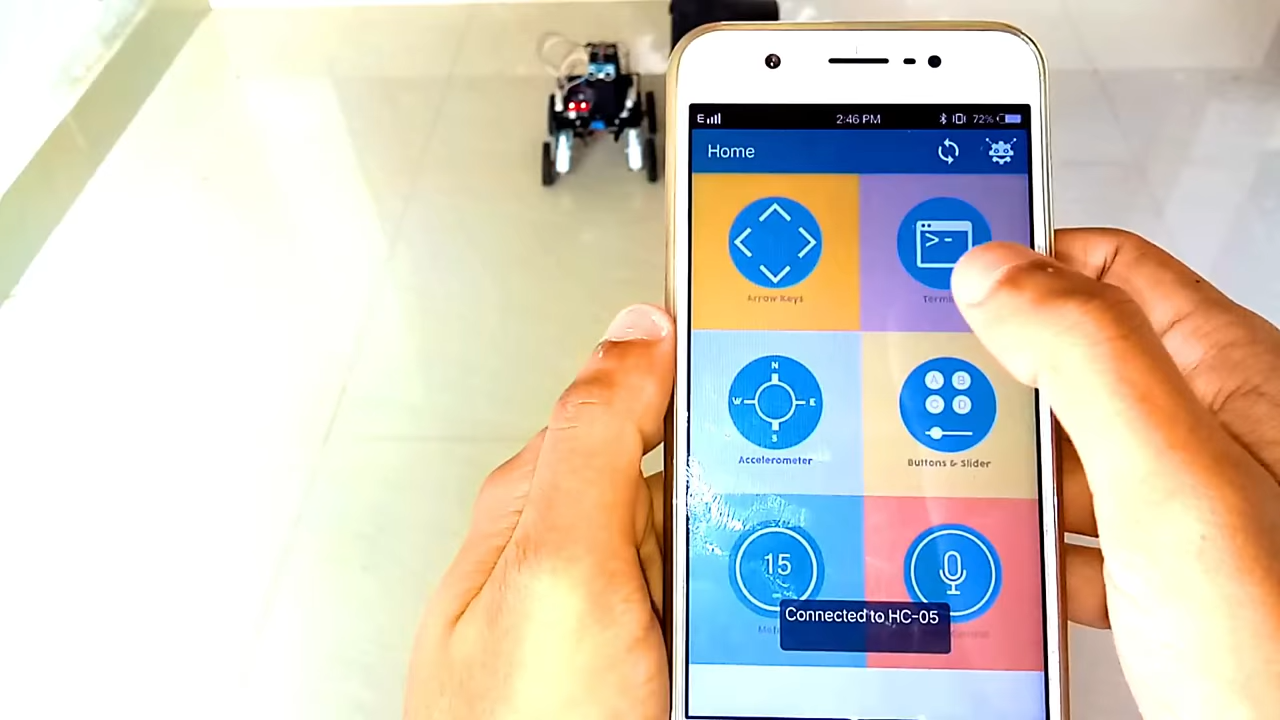 E
2:46 PM
72%
Home
>-
Arrow Keys
N
W
E
S
Accelerometer
A B
C D
Buttons & Slider
15
Connected to HC-05